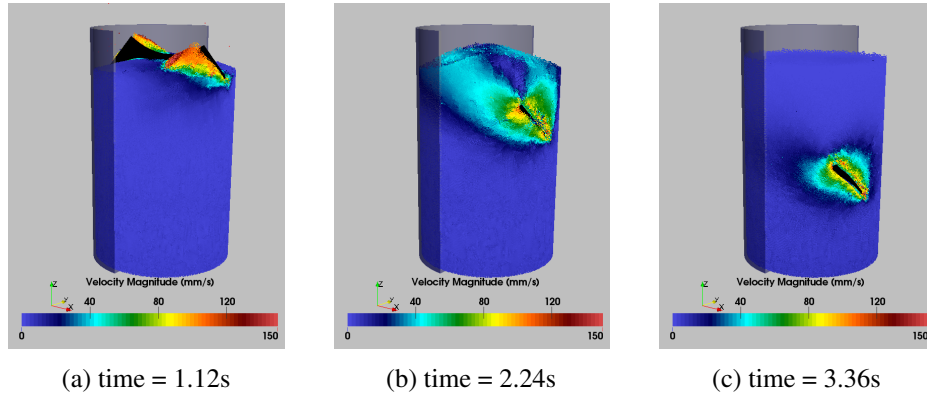 Velocity Magnitude (mm/s)
0 40 80 120 150
Z Y X
(a) time = 1.12s
Velocity Magnitude (mm/s)
0 40 80 120 150
Z Y X
(b) time = 2.24s
Velocity Magnitude (mm/s)
0 40 80 120 150
Z Y X
(c) time = 3.36s